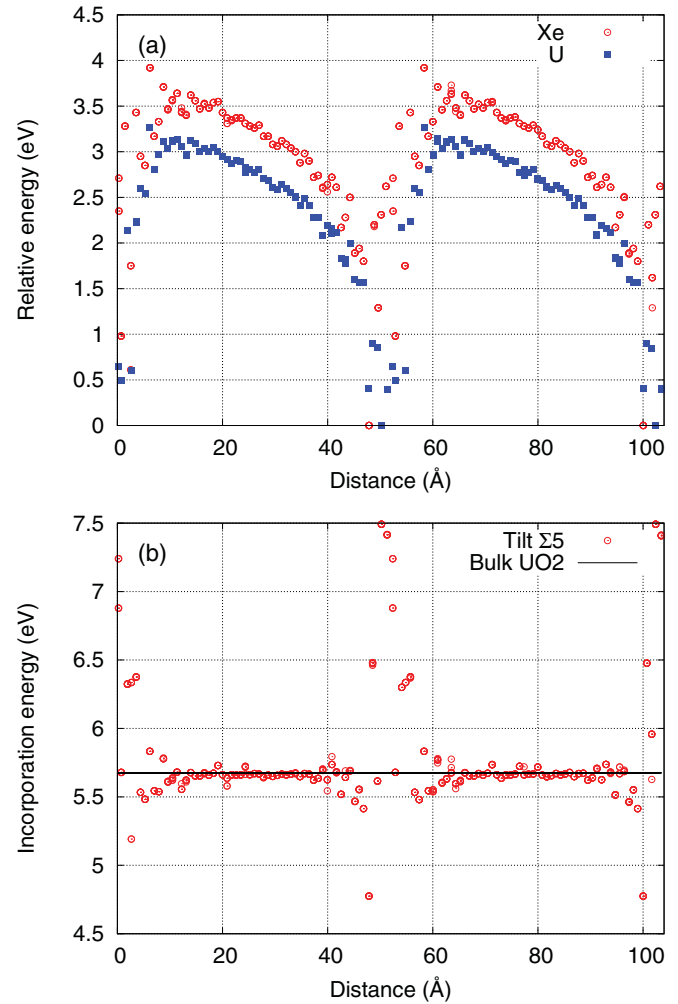 (a)
Xe
U
4.5
4
3.5
3
2.5
2
1.5
1
0.5
0
Relative energy (eV)
0 20 40 60 80 100
Distance (Å)
(b)
Tilt Σ5
Bulk UO2
7.5
7
6.5
6
5.5
5
4.5
Incorporation energy (eV)
0 20 40 60 80 100
Distance (Å)